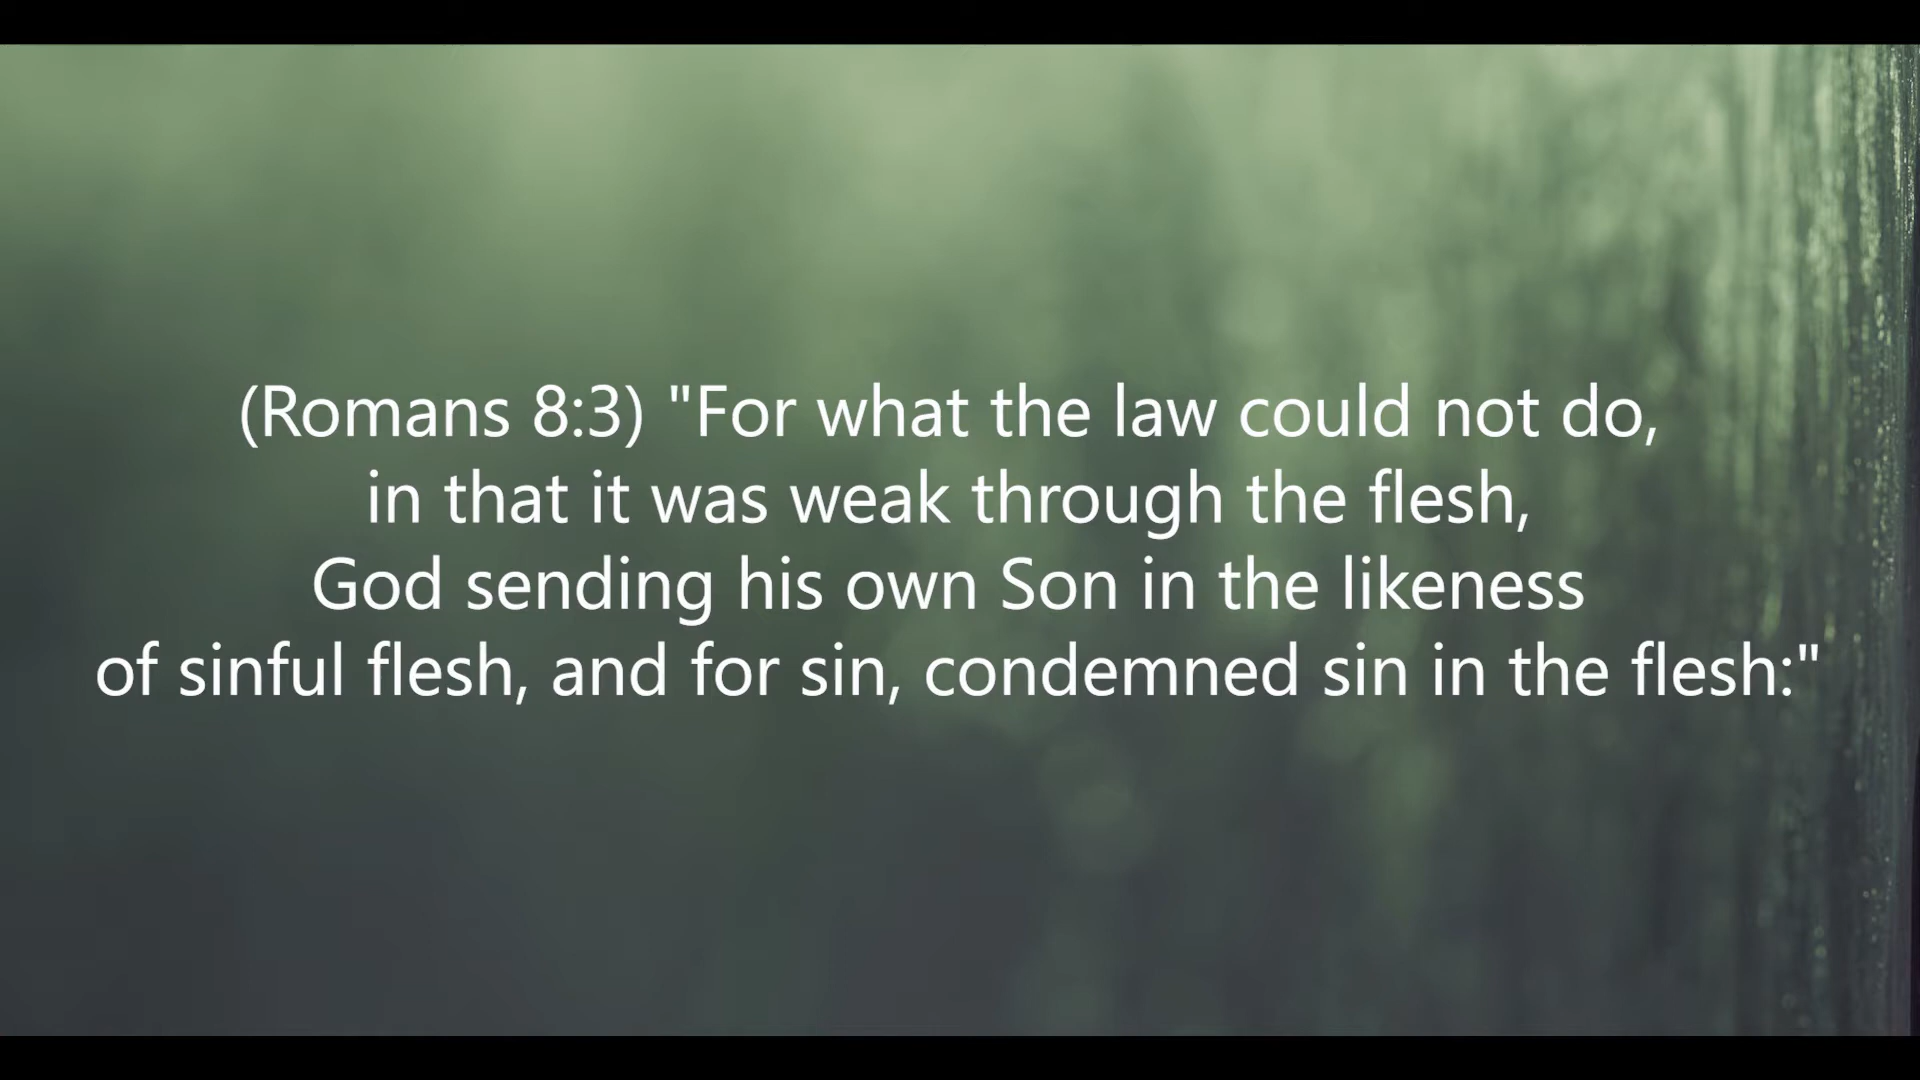 (Romans 8:3) "For what the law could not do,
in that it was weak through the flesh,
God sending his own Son in the likeness
of sinful flesh, and for sin, condemned sin in the flesh:"